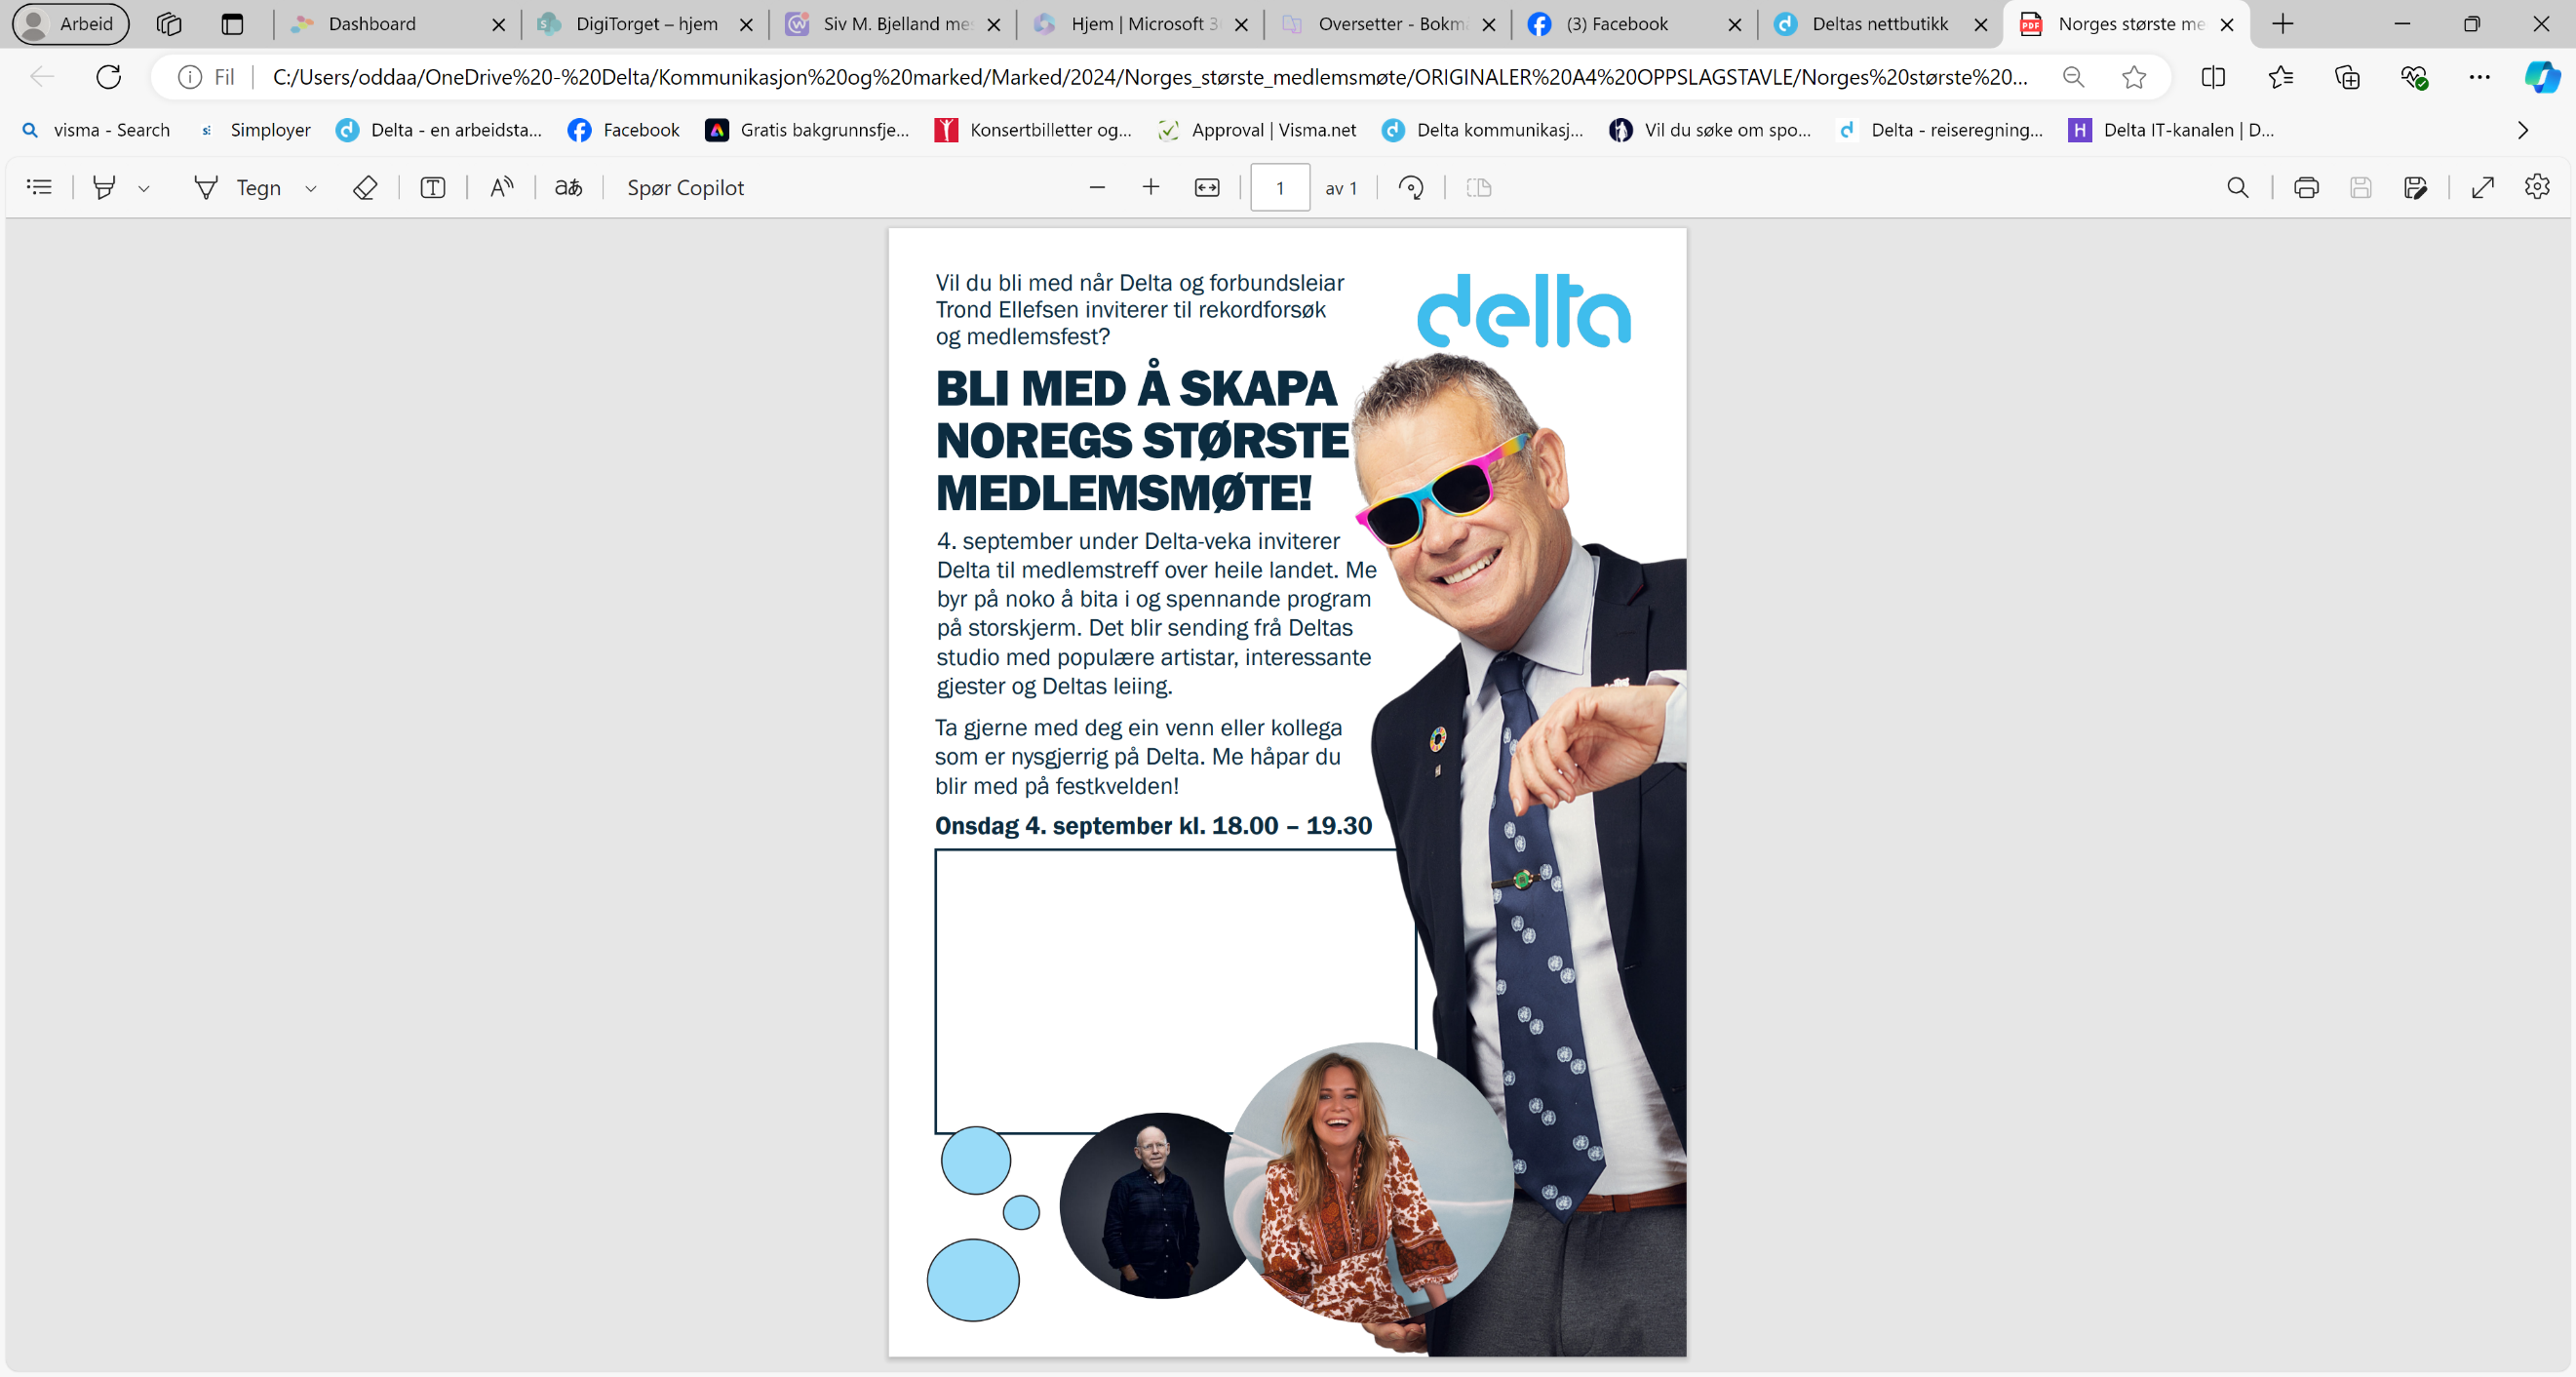 Arbeid
Dashboard
DigiTorget – hjem
Siv M. Bjelland me
Hjem | Microsoft 3
Oversetter - Bokm
(3) Facebook
Deltas nettbutikk
Norges største me
Fil
C:/Users/oddaa/OneDrive%20-%20Delta/Kommunikasjon%20og%20marked/Marked/2024/Norges_største_medlemsmøte/ORIGINALER%20A4%20OPPSLAGSTAVLE/Norges%20største%20...
visma - Search
Simployer
Delta - en arbeidsta...
Facebook
Gratis bakgrunnsfje...
Konsertbilletter og...
Approval | Visma.net
Delta kommunikasj...
Vil du søke om spo...
Delta - reiseregning...
Delta IT-kanalen | D...
Tegn
Spør Copilot
1 av 1
Vil du bli med når Delta og forbundsleiar
Trond Ellefsen inviterer til rekordforsøk
og medlemsfest?
delta
BLI MED Å SKAPA
NOREGS STØRSTE
MEDLEMSMØTE!
4. september under Delta-veka inviterer
Delta til medlemstreff over heile landet. Me
byr på noko å bita i og spennande program
på storskjerm. Det blir sending frå Deltas
studio med populære artistar, interessante
gjester og Deltas leiing.
Ta gjerne med deg ein venn eller kollega
som er nysgjerrig på Delta. Me håpar du
blir med på festkvelden!
Onsdag 4. september kl. 18.00 – 19.30